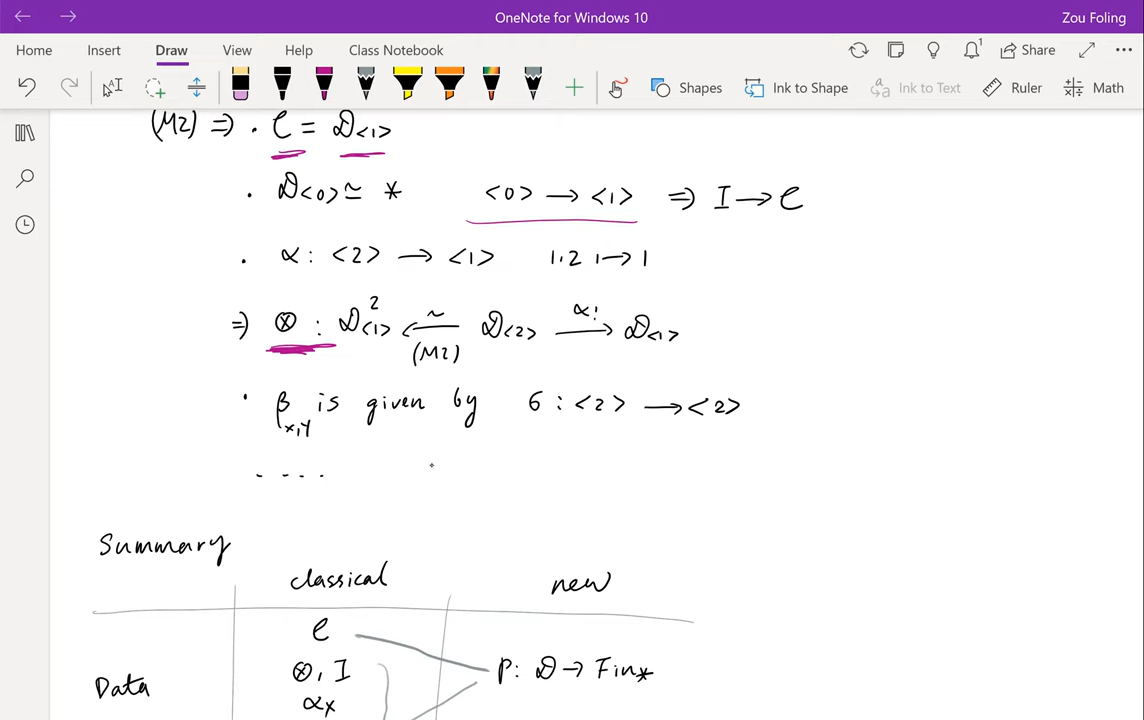 OneNote for Windows 10
Zou Foling
Home Insert Draw View Help Class Notebook
1 Share
Shapes Ink to Shape Ink to Text Ruler Math
(M2) ⇒ · C = D<1>
· D<0> ≃ * <0> → <1> ⇒ I → C
· α : <2> → <1> 1,2 ↦ 1
⇒ ⊗ : D²<1> ←~ (M2) D<2> →α! D<1>
· β x,y is given by σ : <2> → <2>
. . . .
Summary
classical new
C
⊗, I P : D → Fin*
Data
αx